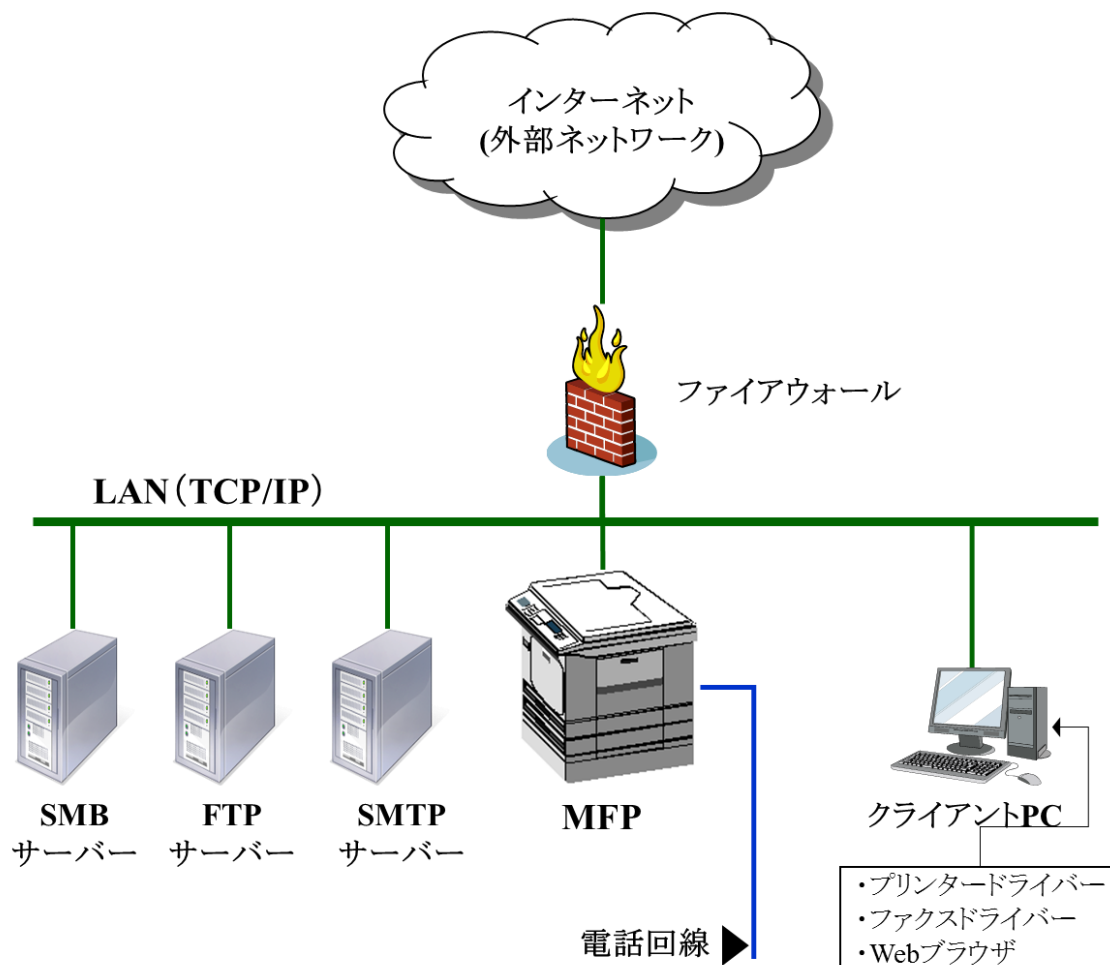 インターネット
(外部ネットワーク)
ファイアウォール
LAN（TCP/IP）
SMB
サーバー
FTP
サーバー
SMTP
サーバー
MFP
クライアントPC
・プリンタードライバー
・ファクスドライバー
・Webブラウザ
電話回線